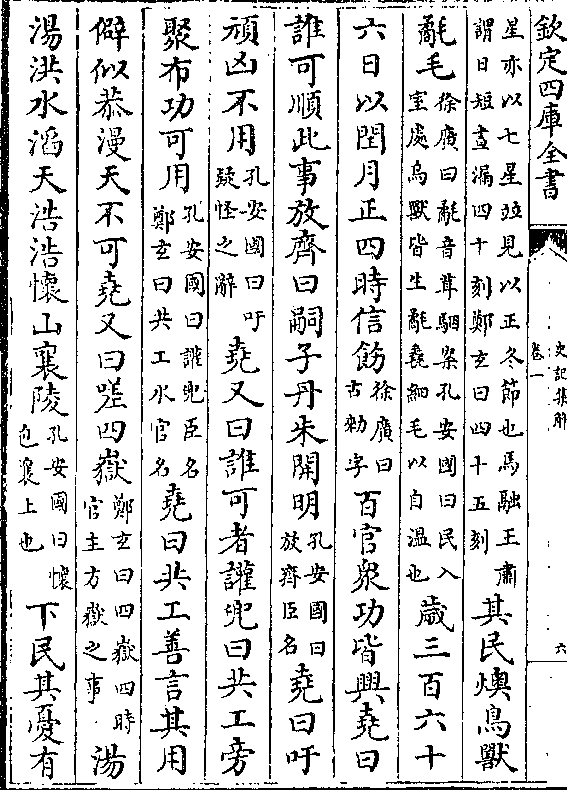 欽定四庫全書
史記集解
卷一
六
星亦以七星竝見以正冬節也馬融王肅謂日短晝漏四十刻鄭玄曰四十五刻其民燠鳥獸
氄毛徐廣曰氄音茸駰案孔安國曰民入室處鳥獸皆生氄毳細毛以自溫也歲三百六十
六日以閏月正四時信飭徐廣曰古勑字百官衆功皆興堯曰
誰可順此事放齊曰嗣子丹朱開明孔安國曰放齊臣名堯曰吁
頑凶不用孔安國曰吁疑怪之辭堯又曰誰可者讙兜曰共工旁
聚布功可用孔安國曰讙兜臣名鄭玄曰共工水官名堯曰共工善言其用
僻似恭漫天不可堯又曰嗟四嶽鄭玄曰四嶽四時官主方嶽之事湯
湯洪水滔天浩浩懷山襄陵孔安國曰懷包襄上也下民其憂有